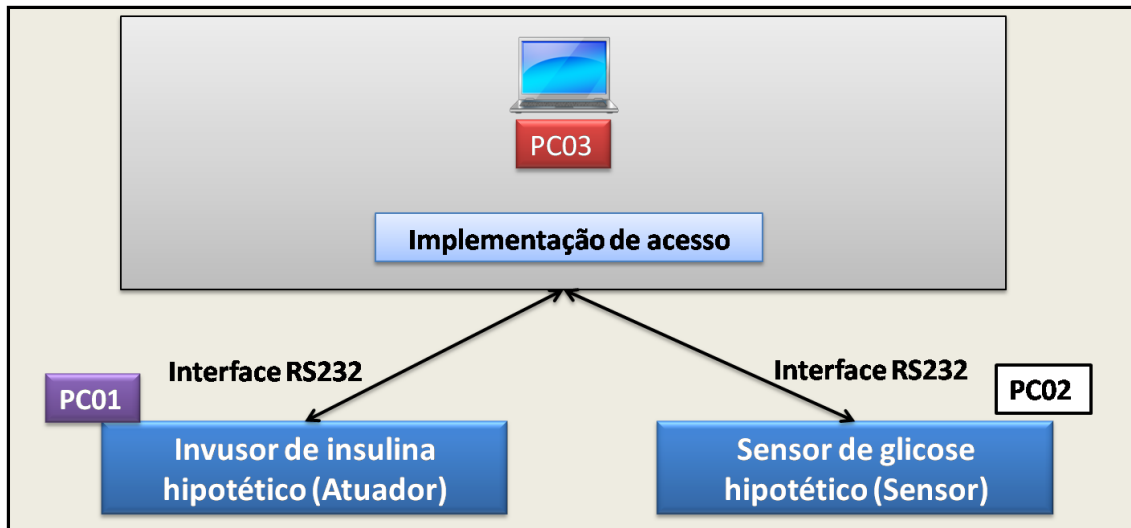 PC03
Implementação de acesso
Interface RS232
Interface RS232
PC01
PC02
Invusor de insulina
hipotético (Atuador)
Sensor de glicose
hipotético (Sensor)